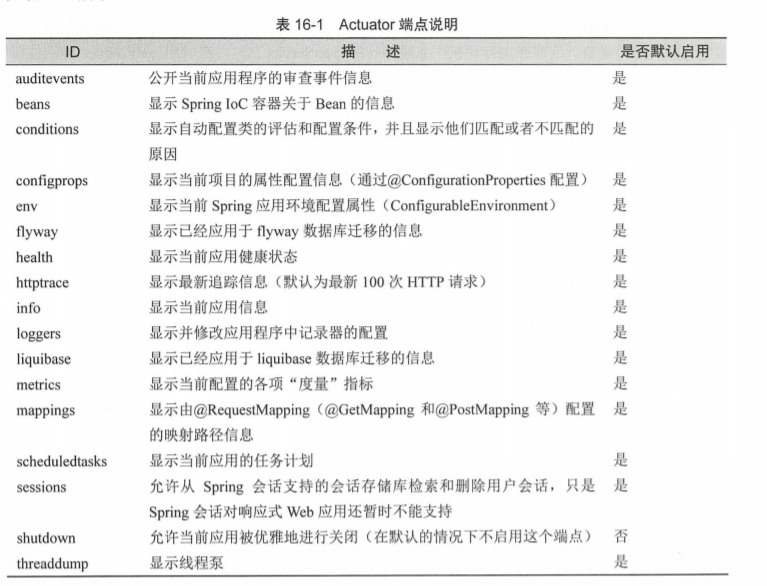 表 16-1 Actuator 端点说明
ID 描 述 是否默认启用
auditevents 公开当前应用程序的审查事件信息 是
beans 显示 Spring IoC 容器关于 Bean 的信息 是
conditions 显示自动配置类的评估和配置条件，并且显示他们匹配或者不匹配的 是
原因
configprops 显示当前项目的属性配置信息（通过@ConfigurationProperties 配置） 是
env 显示当前 Spring 应用环境配置属性（ConfigurableEnvironment） 是
flyway 显示已经应用于 flyway 数据库迁移的信息 是
health 显示当前应用健康状态 是
httptrace 显示最新追踪信息（默认为最新 100 次 HTTP 请求） 是
info 显示当前应用信息 是
loggers 显示并修改应用程序中记录器的配置 是
liquibase 显示已经应用于 liquibase 数据库迁移的信息 是
metrics 显示当前配置的各项“度量”指标 是
mappings 显示由@RequestMapping（@GetMapping 和@PostMapping 等）配置 是
的映射路径信息
scheduledtasks 显示当前应用的任务计划 是
sessions 允许从 Spring 会话支持的会话存储库检索和删除用户会话，只是 是
Spring 会话对响应式 Web 应用还暂时不能支持
shutdown 允许当前应用被优雅地进行关闭（在默认的情况下不启用这个端点） 否
threaddump 显示线程泵 是